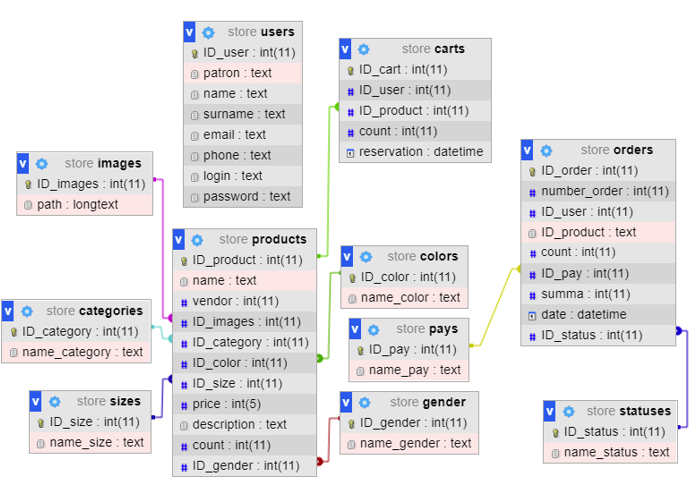 v store users
ID_user : int(11)
patron : text
name : text
surname : text
email : text
phone : text
login : text
password : text
v store carts
ID_cart : int(11)
ID_user : int(11)
ID_product : int(11)
count : int(11)
reservation : datetime
v store orders
ID_order : int(11)
number_order : int(11)
ID_user : int(11)
ID_product : text
count : int(11)
ID_pay : int(11)
summa : int(11)
date : datetime
ID_status : int(11)
v store images
ID_images : int(11)
path : longtext
v store products
ID_product : int(11)
name : text
vendor : int(11)
ID_images : int(11)
ID_category : int(11)
ID_color : int(11)
ID_size : int(11)
price : int(5)
description : text
count : int(11)
ID_gender : int(11)
v store colors
ID_color : int(11)
name_color : text
v store categories
ID_category : int(11)
name_category : text
v store pays
ID_pay : int(11)
name_pay : text
v store sizes
ID_size : int(11)
name_size : text
v store gender
ID_gender : int(11)
name_gender : text
v store statuses
ID_status : int(11)
name_status : text